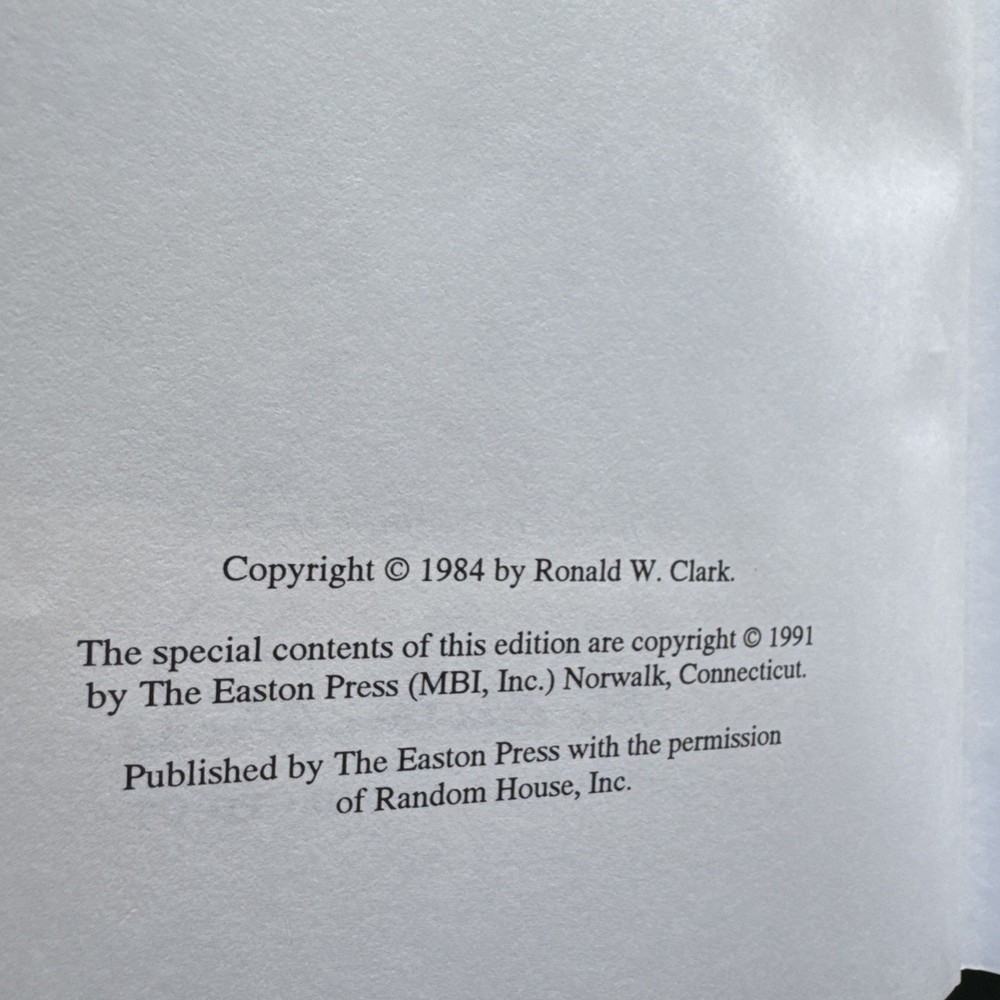 Copyright © 1984 by Ronald W. Clark.
The special contents of this edition are copyright © 1991
by The Easton Press (MBI, Inc.) Norwalk, Connecticut.
Published by The Easton Press with the permission
of Random House, Inc.